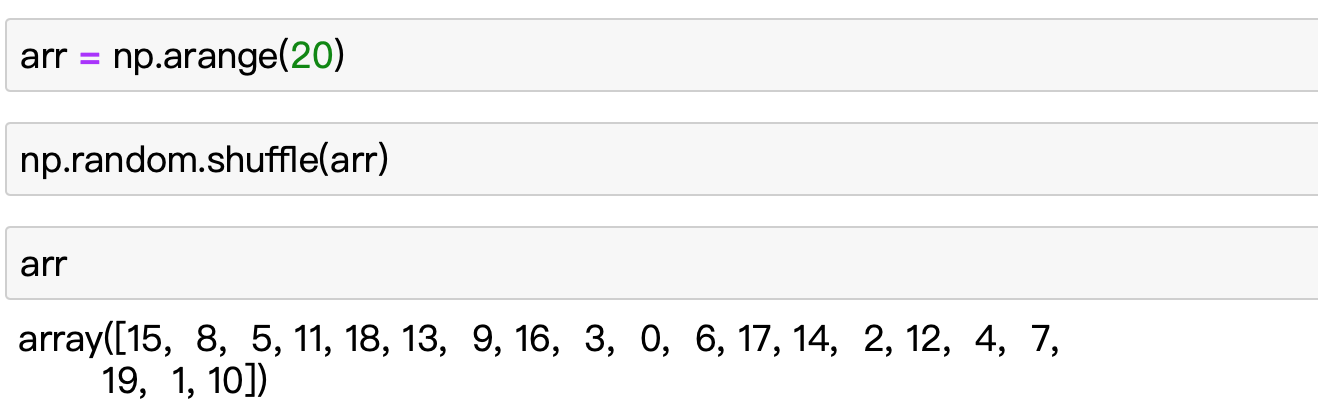 arr = np.arange(20)
np.random.shuffle(arr)
arr
array([15,  8,  5, 11, 18, 13,  9, 16,  3,  0,  6, 17, 14,  2, 12,  4,  7,
       19,  1, 10])